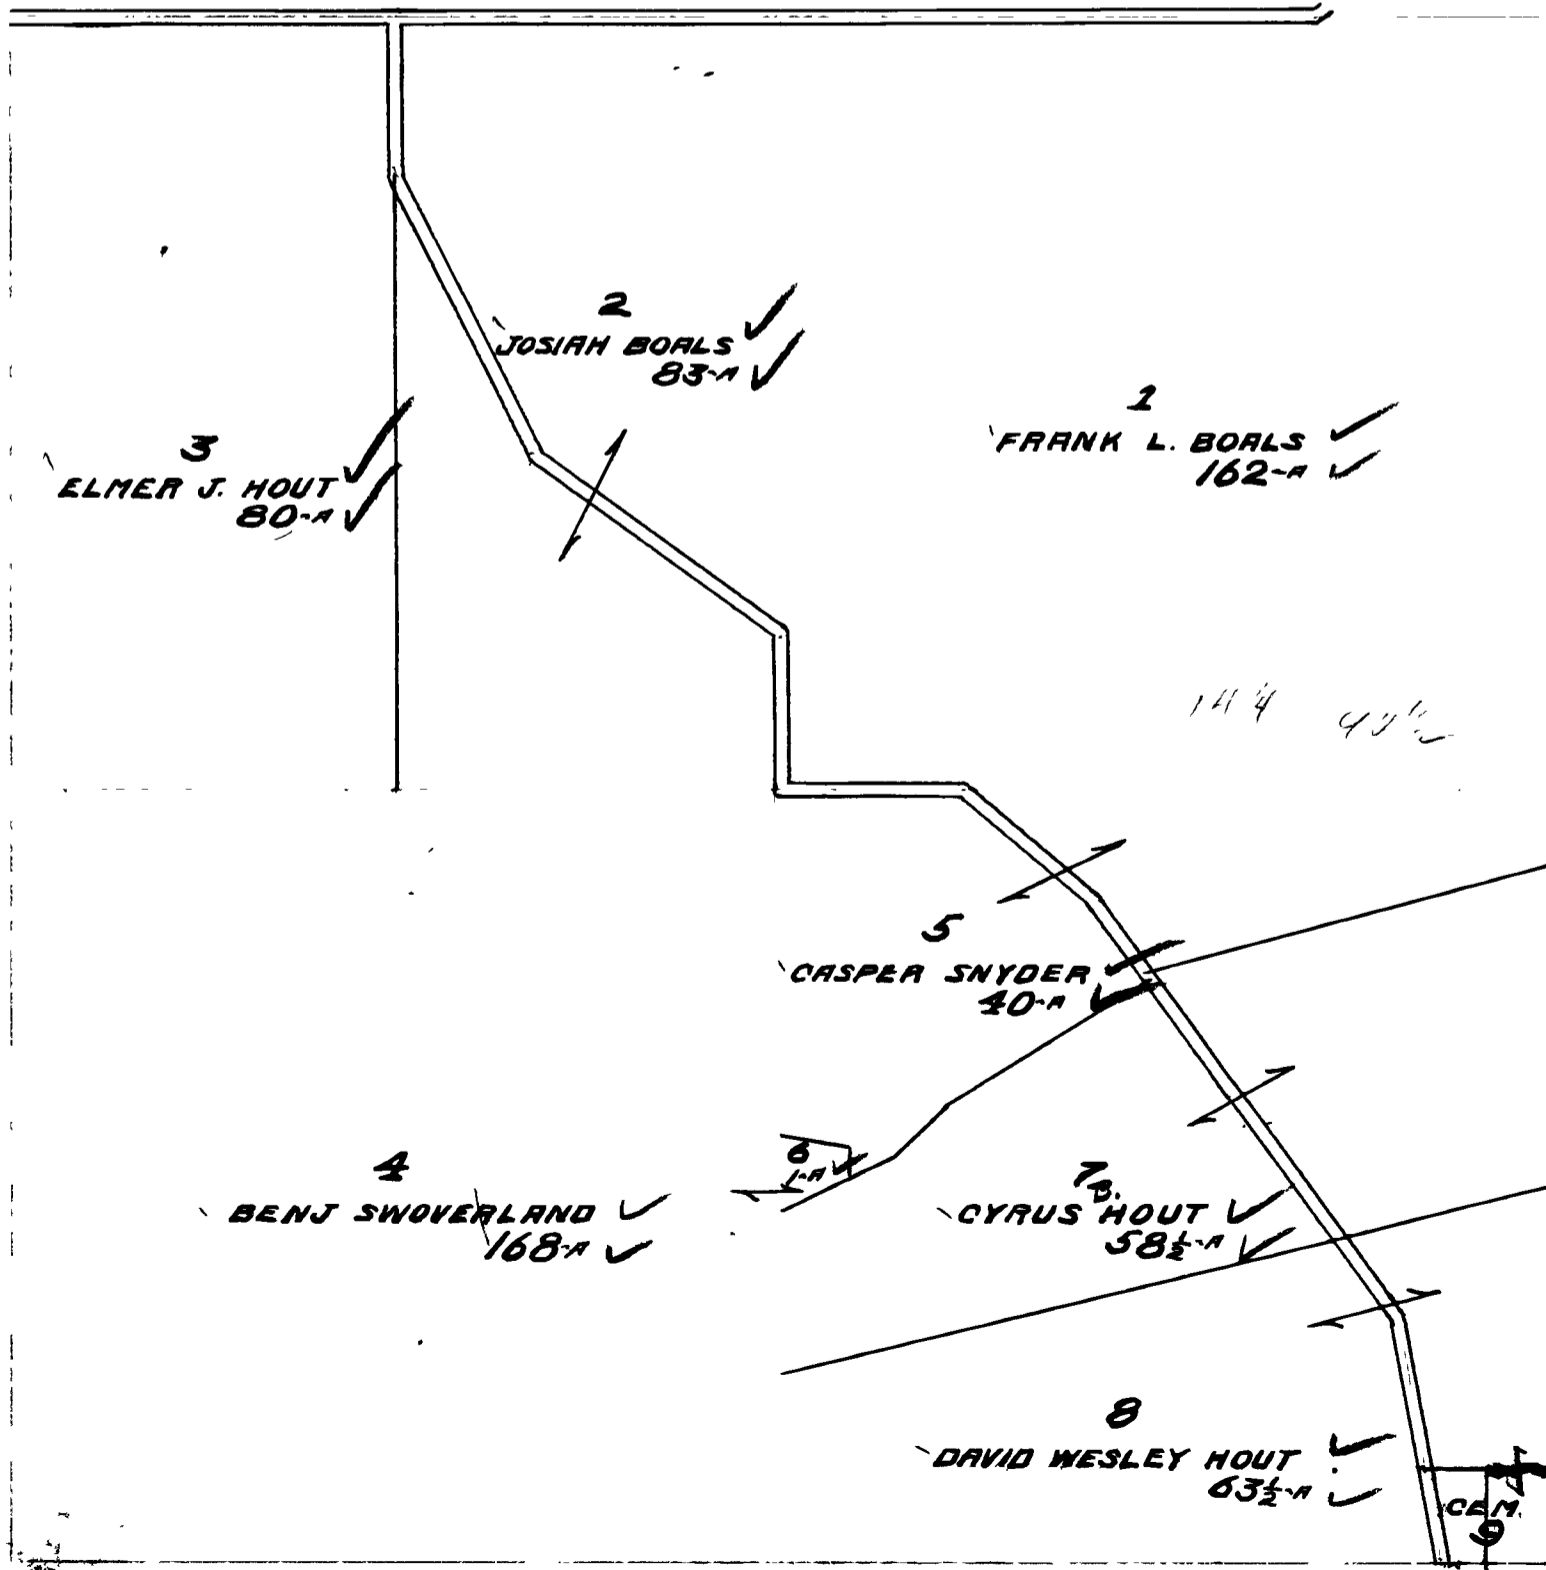 2
JOSIAH BOALS
83-A
1
FRANK L. BOALS
162-A
3
ELMER J. HOUT
80-A
5
CASPER SNYDER
40-A
6
1-A
4
BENJ SWOVERLAND
168-A
7
CYRUS B. HOUT
58½-A
8
DAVID WESLEY HOUT
63½-A
CEM.
9